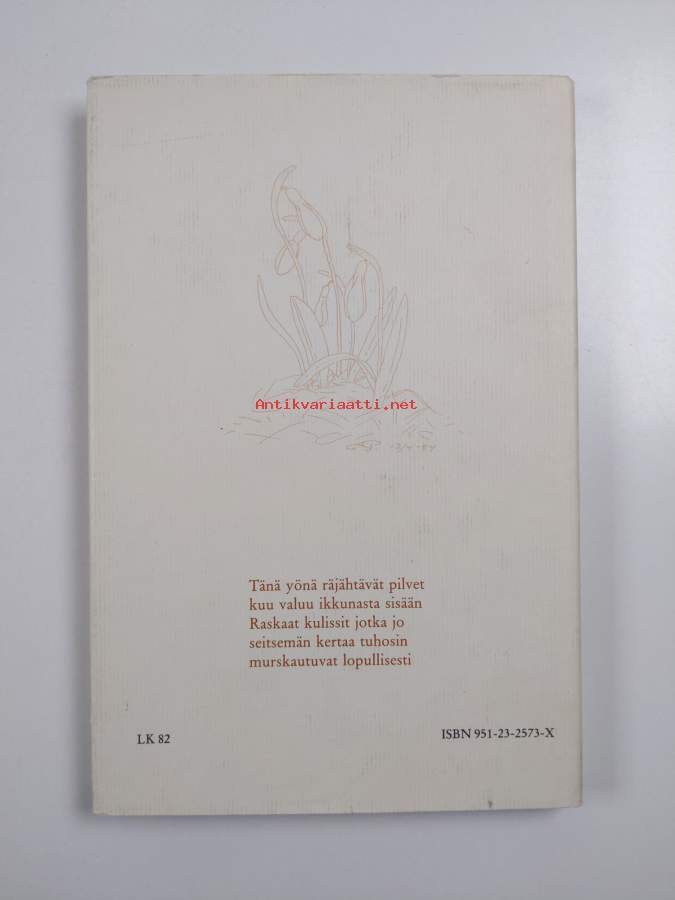 Antikvariaatti.net
Tänä yönä räjähtävät pilvet
kuu valuu ikkunasta sisään
Raskaat kulissit jotka jo
seitsemän kertaa tuhosin
murskautuvat lopullisesti
LK 82
ISBN 951-23-2573-X